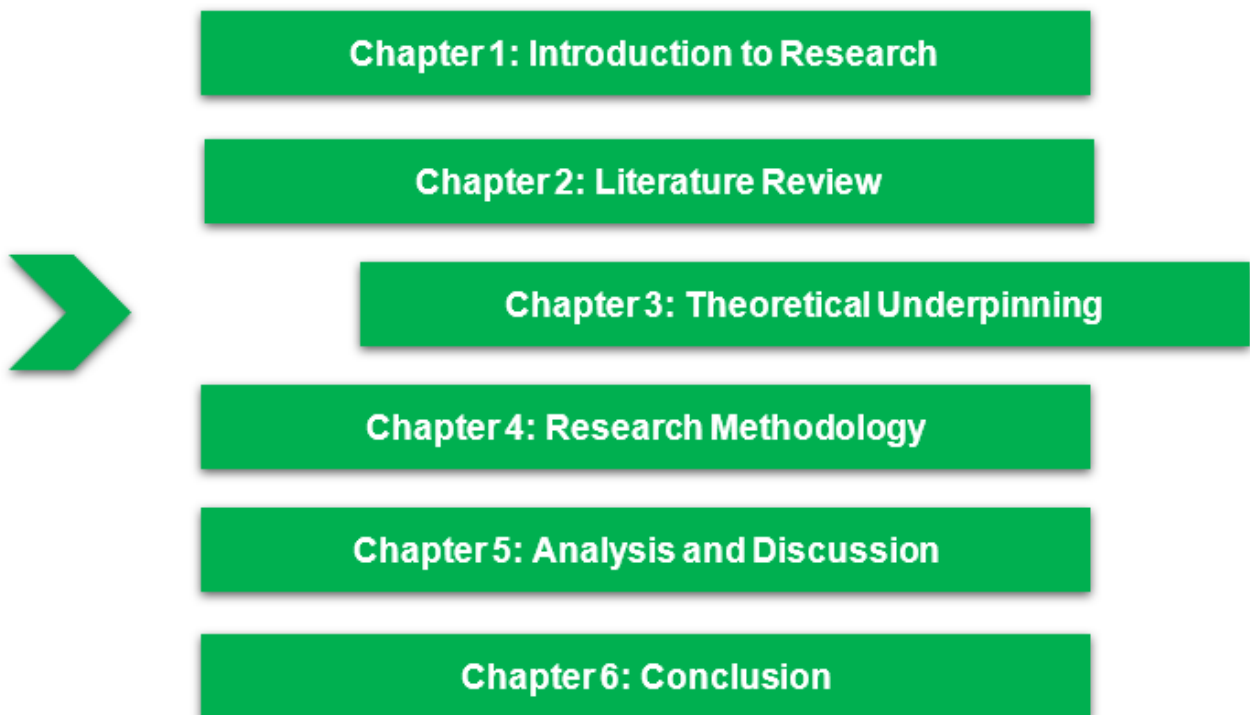 Chapter 1: Introduction to Research
Chapter 2: Literature Review
Chapter 3: Theoretical Underpinning
Chapter 4: Research Methodology
Chapter 5: Analysis and Discussion
Chapter 6: Conclusion